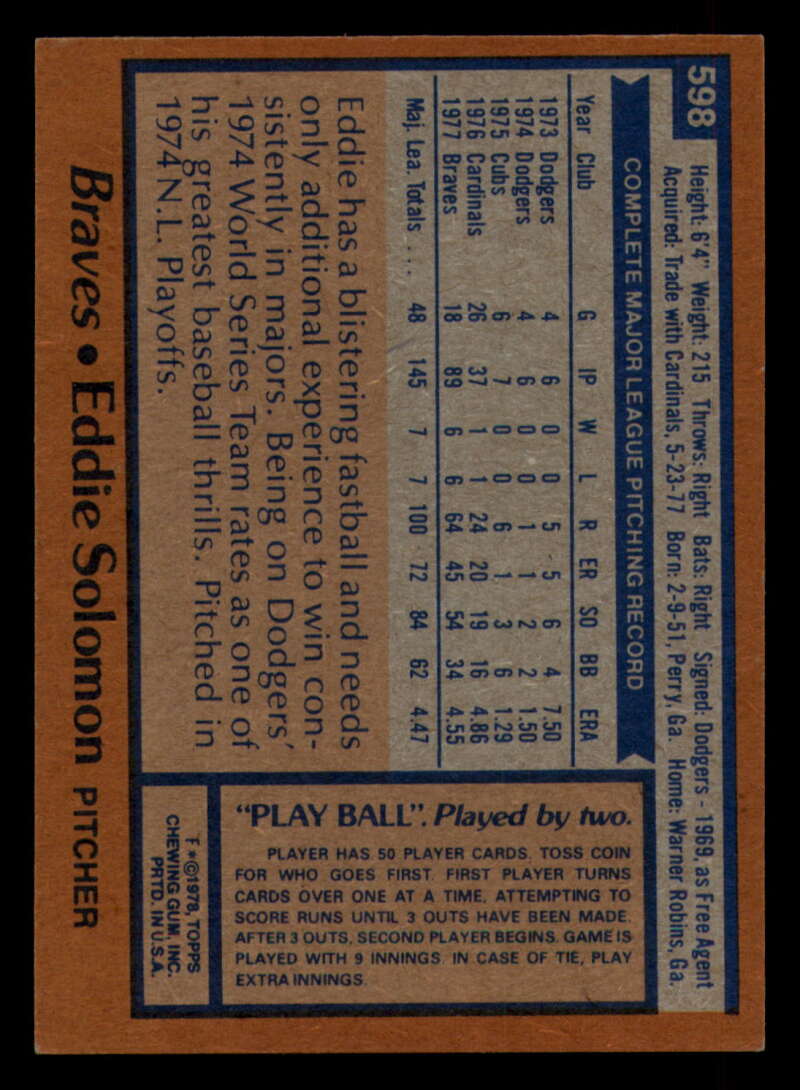 598
Height: 6'4" Weight: 215 Throws: Right Bats: Right Signed: Dodgers - 1969, as Free Agent
Acquired: Trade with Cardinals, 5-23-77 Born: 2-9-51, Perry, Ga. Home: Warner Robins, Ga.
COMPLETE MAJOR LEAGUE PITCHING RECORD
Year Club G IP W L R ER SO BB ERA
1973 Dodgers 4 6 0 0 5 5 6 4 7.50
1974 Dodgers 4 6 0 0 1 1 2 2 1.50
1975 Cubs 6 7 0 0 6 1 3 6 1.29
1976 Cardinals 26 37 1 1 24 20 19 16 4.86
1977 Braves 18 89 6 6 64 45 54 34 4.55
Maj. Lea. Totals .... 48 145 7 7 100 72 84 62 4.47
Eddie has a blistering fastball and needs
only additional experience to win con-
sistently in majors. Being on Dodgers'
1974 World Series Team rates as one of
his greatest baseball thrills. Pitched in
1974 N.L. Playoffs.
Braves • Eddie Solomon PITCHER
"PLAY BALL". Played by two.
PLAYER HAS 50 PLAYER CARDS. TOSS COIN
FOR WHO GOES FIRST. FIRST PLAYER TURNS
CARDS OVER ONE AT A TIME, ATTEMPTING TO
SCORE RUNS UNTIL 3 OUTS HAVE BEEN MADE.
AFTER 3 OUTS, SECOND PLAYER BEGINS. GAME IS
PLAYED WITH 9 INNINGS. IN CASE OF TIE, PLAY
EXTRA INNINGS.
F*©1978, TOPPS
CHEWING GUM, INC.
PRTD. IN U.S.A.